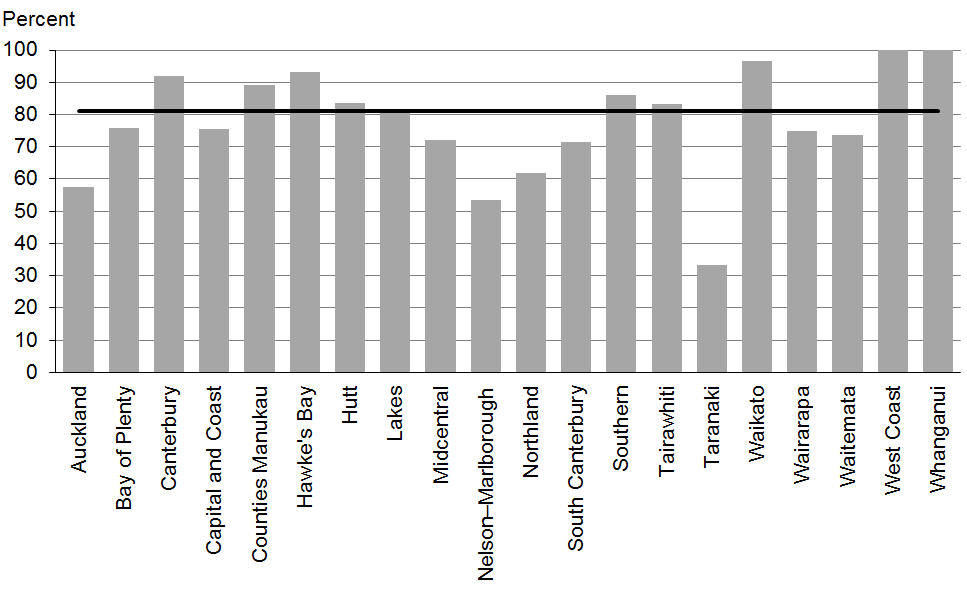 Percent
100
90
80
70
60
50
40
30
20
10
0
Auckland
Bay of Plenty
Canterbury
Capital and Coast
Counties Manukau
Hawke's Bay
Hutt
Lakes
Midcentral
Nelson–Marlborough
Northland
South Canterbury
Southern
Tairawhiti
Taranaki
Waikato
Wairarapa
Waitemata
West Coast
Whanganui